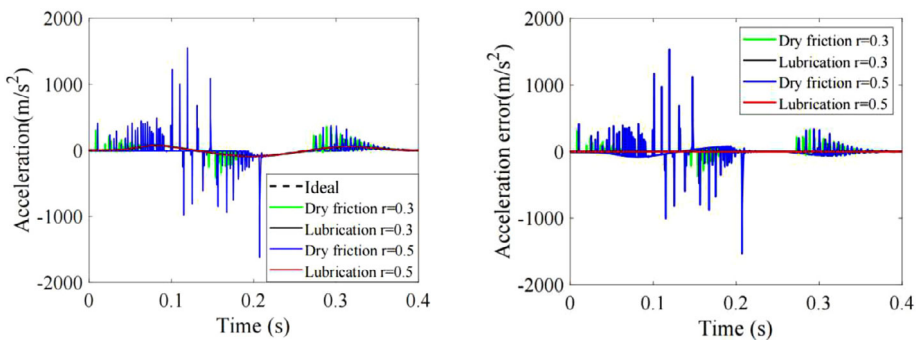 2000
1000
0
-1000
-2000
Acceleration(m/s²)
0
0.1
0.2
0.3
0.4
Time (s)
Ideal
Dry friction r=0.3
Lubrication r=0.3
Dry friction r=0.5
Lubrication r=0.5
2000
1000
0
-1000
-2000
Acceleration error(m/s²)
0
0.1
0.2
0.3
0.4
Time (s)
Dry friction r=0.3
Lubrication r=0.3
Dry friction r=0.5
Lubrication r=0.5